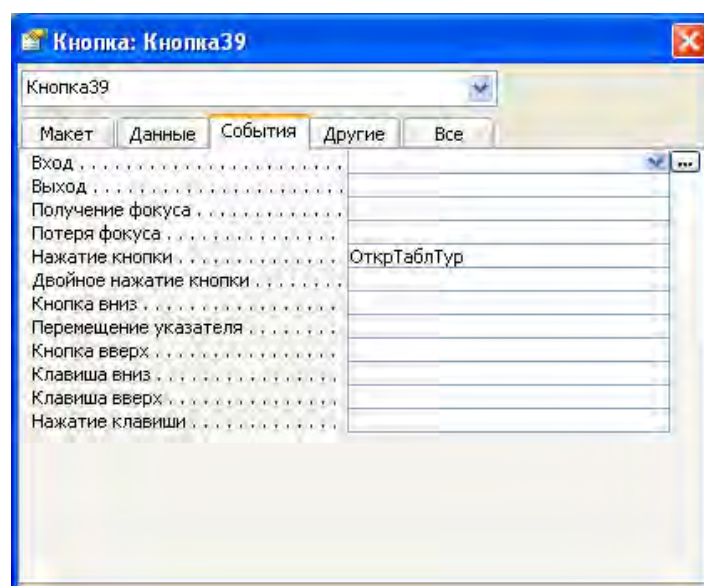 Кнопка: Кнопка39
Кнопка39
Макет Данные События Другие Все
Вход . . . . . . . . . . . . . . . . . . . . . . . ...
Выход . . . . . . . . . . . . . . . . . . . . . .
Получение фокуса . . . . . . . . . . . . .
Потеря фокуса . . . . . . . . . . . . . . .
Нажатие кнопки . . . . . . . . . . . . . . ОткрТаблТур
Двойное нажатие кнопки . . . . . . . .
Кнопка вниз . . . . . . . . . . . . . . . . .
Перемещение указателя . . . . . . . .
Кнопка вверх . . . . . . . . . . . . . . . .
Клавиша вниз . . . . . . . . . . . . . . . .
Клавиша вверх . . . . . . . . . . . . . . .
Нажатие клавиши . . . . . . . . . . . . .